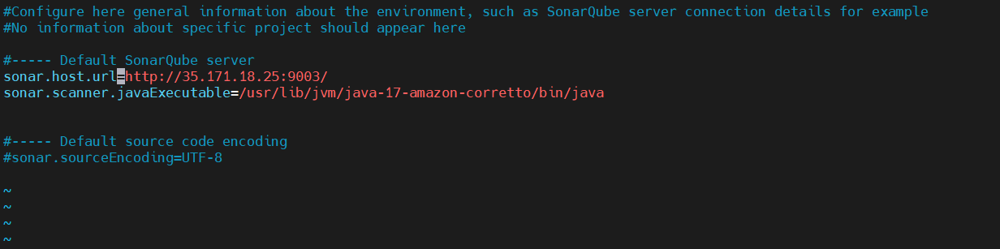 #Configure here general information about the environment, such as SonarQube server connection details for example
#No information about specific project should appear here
#----- Default SonarQube server
sonar.host.url=http://35.171.18.25:9003/
sonar.scanner.javaExecutable=/usr/lib/jvm/java-17-amazon-corretto/bin/java
#----- Default source code encoding
#sonar.sourceEncoding=UTF-8
~
~
~
~